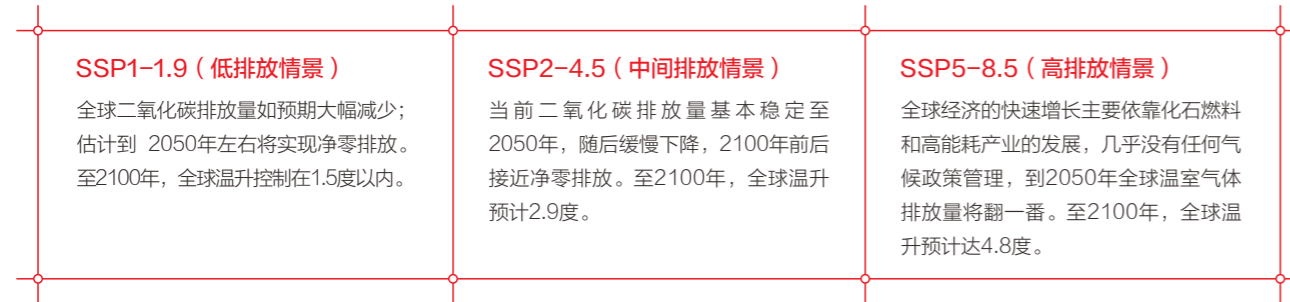 SSP1-1.9（低排放情景）
全球二氧化碳排放量如预期大幅减少；
估计到 2050年左右将实现净零排放。
至2100年，全球温升控制在1.5度以内。
SSP2-4.5（中间排放情景）
当前二氧化碳排放量基本稳定至
2050年，随后缓慢下降，2100年前后
接近净零排放。至2100年，全球温升
预计2.9度。
SSP5-8.5（高排放情景）
全球经济的快速增长主要依靠化石燃料
和高能耗产业的发展，几乎没有任何气
候政策管理，到2050年全球温室气体
排放量将翻一番。至2100年，全球温
升预计达4.8度。